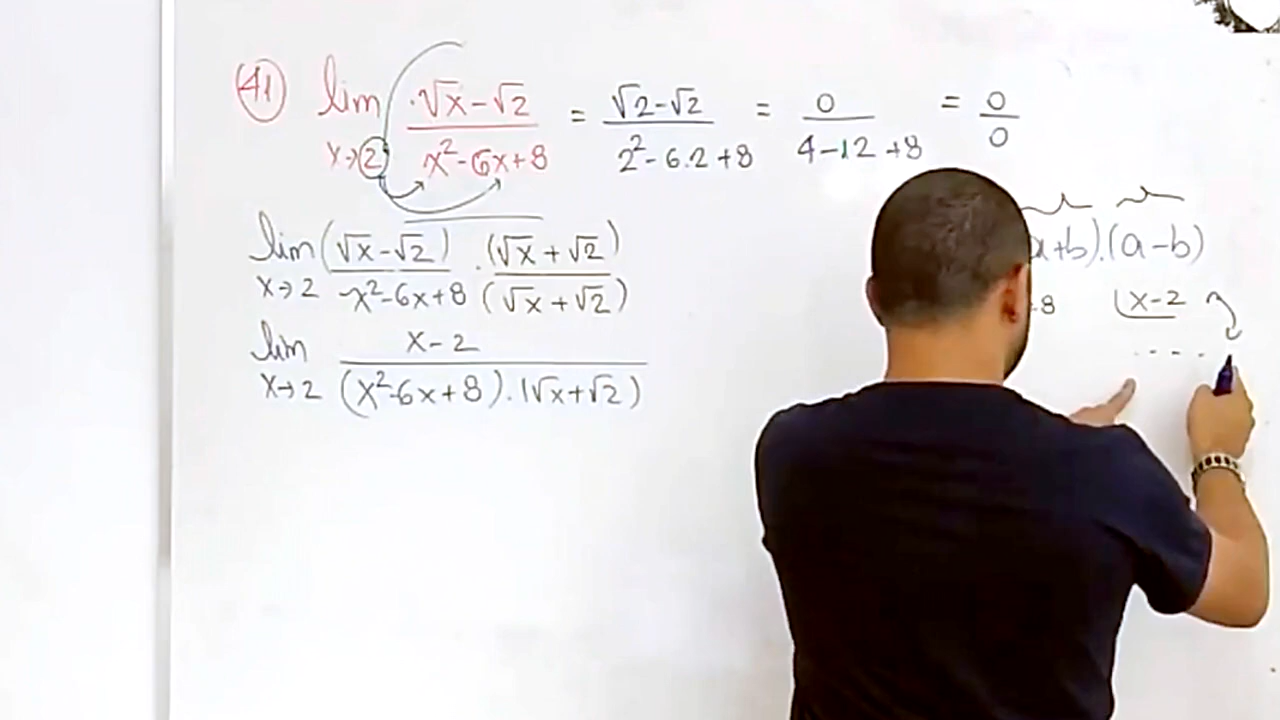 41 lim x→2 (√x-√2)/(x²-6x+8) = (√2-√2)/(2²-6.2+8) = 0/(4-12+8) = 0/0
lim x→2 (√x-√2)/(x²-6x+8) . (√x+√2)/(√x+√2)
lim x→2 (x-2)/((x²-6x+8).(√x+√2))
+b).(a-b)
8 x-2